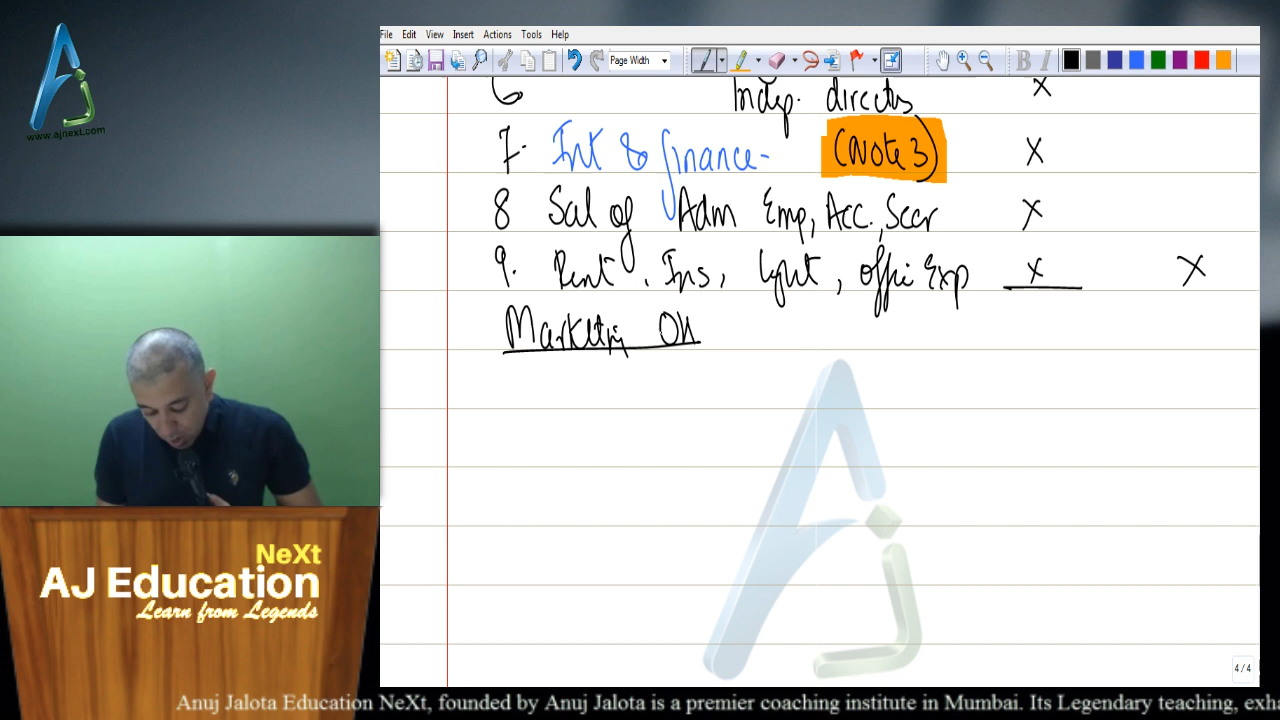 File Edit View Insert Actions Tools Help
Page Width
B I
6 Indep. directs X
7. Int & finance- (Note 3) X
8 Sal of Adm Emp, Acc., Secr X
9. Rent, Ins, Light, offic Exp X X
Marketin OH
4/4
www.ajnext.com
NeXt
AJ Education
Learn from Legends
Anuj Jalota Education NeXt, founded by Anuj Jalota is a premier coaching institute in Mumbai. Its Legendary teaching, exha